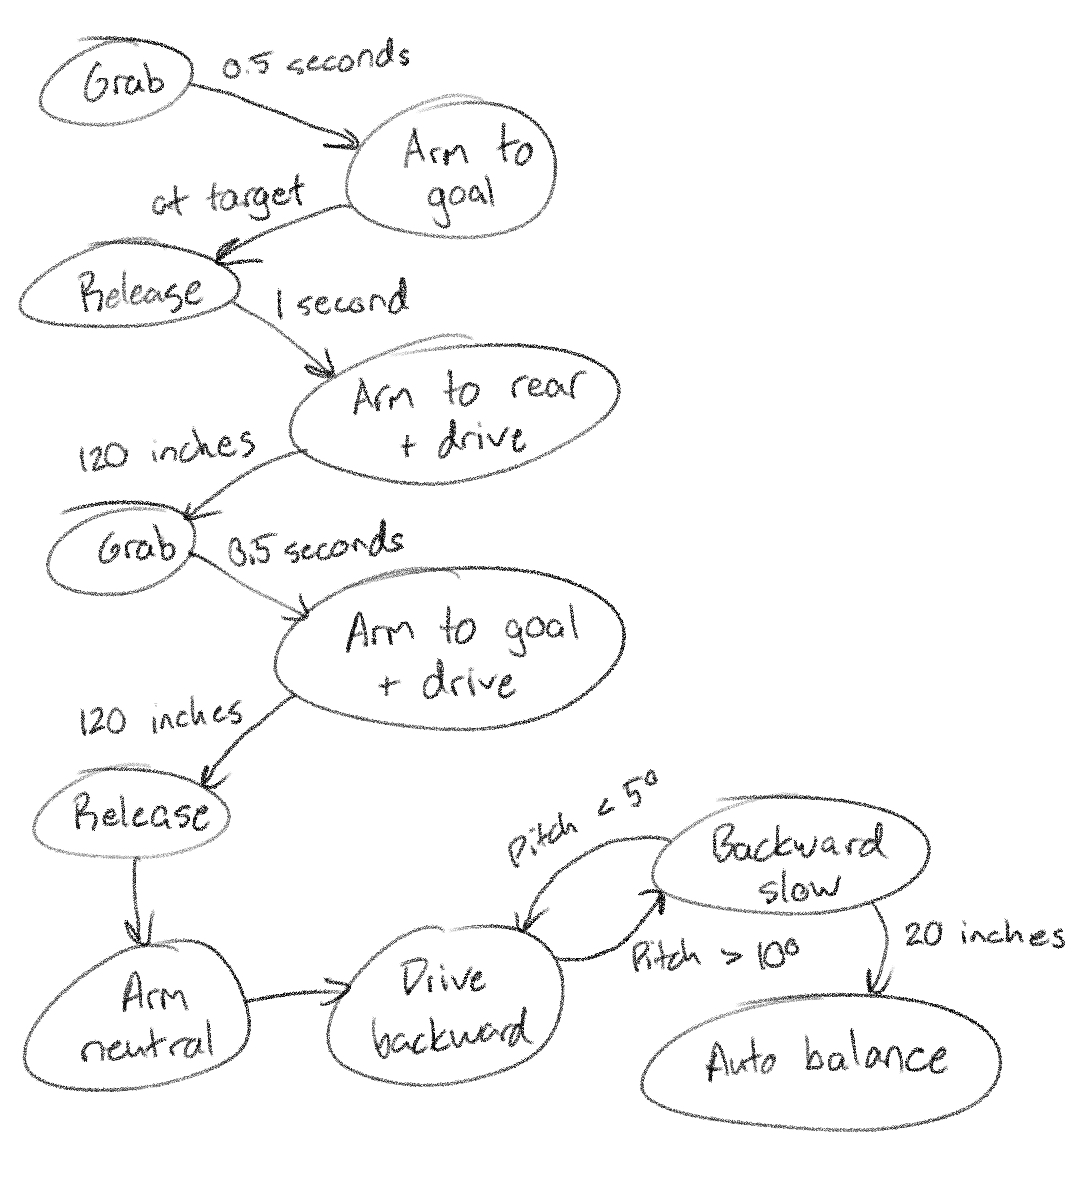 Grab
0.5 seconds
Arm to
goal
at target
Release
1 second
Arm to rear
+ drive
120 inches
Grab
0.5 seconds
Arm to goal
+ drive
120 inches
Release
Pitch < 5°
Backward
slow
Pitch > 10°
20 inches
Arm
neutral
Drive
backward
Auto balance